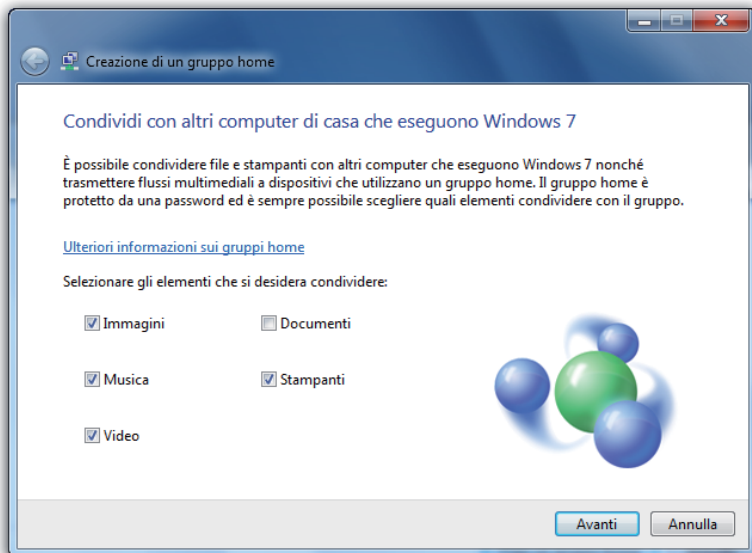 Creazione di un gruppo home
Condividi con altri computer di casa che eseguono Windows 7
È possibile condividere file e stampanti con altri computer che eseguono Windows 7 nonché
trasmettere flussi multimediali a dispositivi che utilizzano un gruppo home. Il gruppo home è
protetto da una password ed è sempre possibile scegliere quali elementi condividere con il gruppo.
Ulteriori informazioni sui gruppi home
Selezionare gli elementi che si desidera condividere:
Immagini Documenti
Musica Stampanti
Video
Avanti Annulla